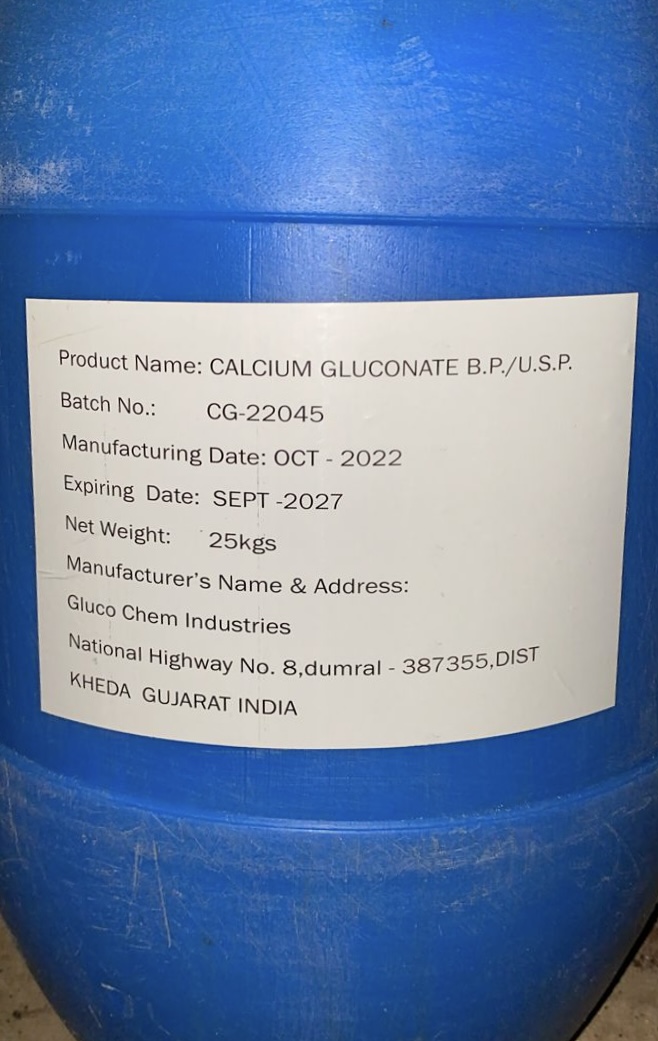 Product Name: CALCIUM GLUCONATE B.P./U.S.P.
Batch No.: CG-22045
Manufacturing Date: OCT - 2022
Expiring Date: SEPT -2027
Net Weight: 25kgs
Manufacturer's Name & Address:
Gluco Chem Industries
National Highway No. 8,dumral - 387355,DIST
KHEDA GUJARAT INDIA